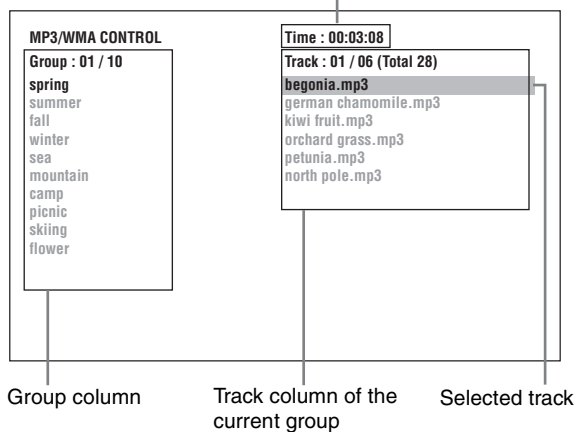 MP3/WMA CONTROL
Group : 01 / 10
spring
summer
fall
winter
sea
mountain
camp
picnic
skiing
flower
Time : 00:03:08
Track : 01 / 06 (Total 28)
begonia.mp3
german chamomile.mp3
kiwi fruit.mp3
orchard grass.mp3
petunia.mp3
north pole.mp3
Group column
Track column of the
current group
Selected track